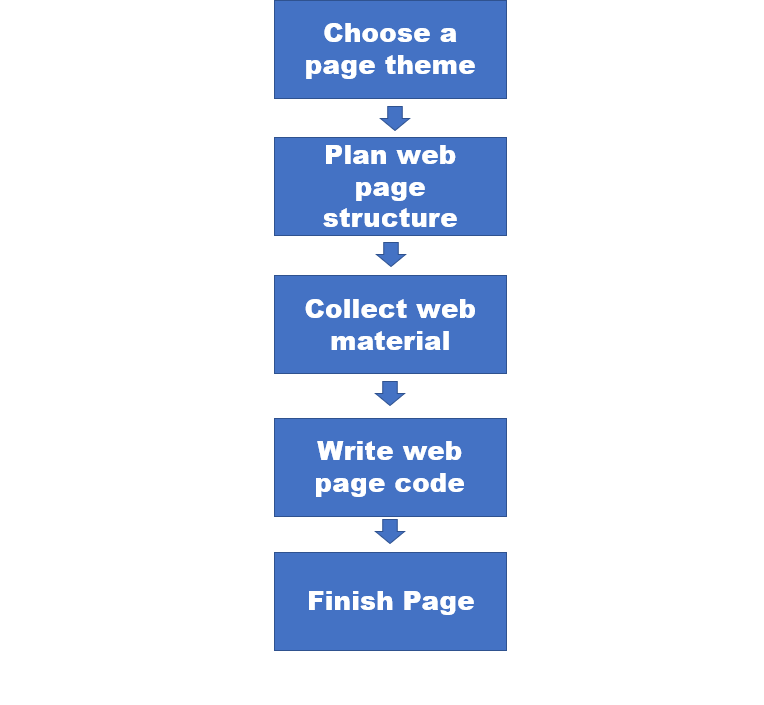 Choose a
page theme
Plan web
page
structure
Collect web
material
Write web
page code
Finish Page